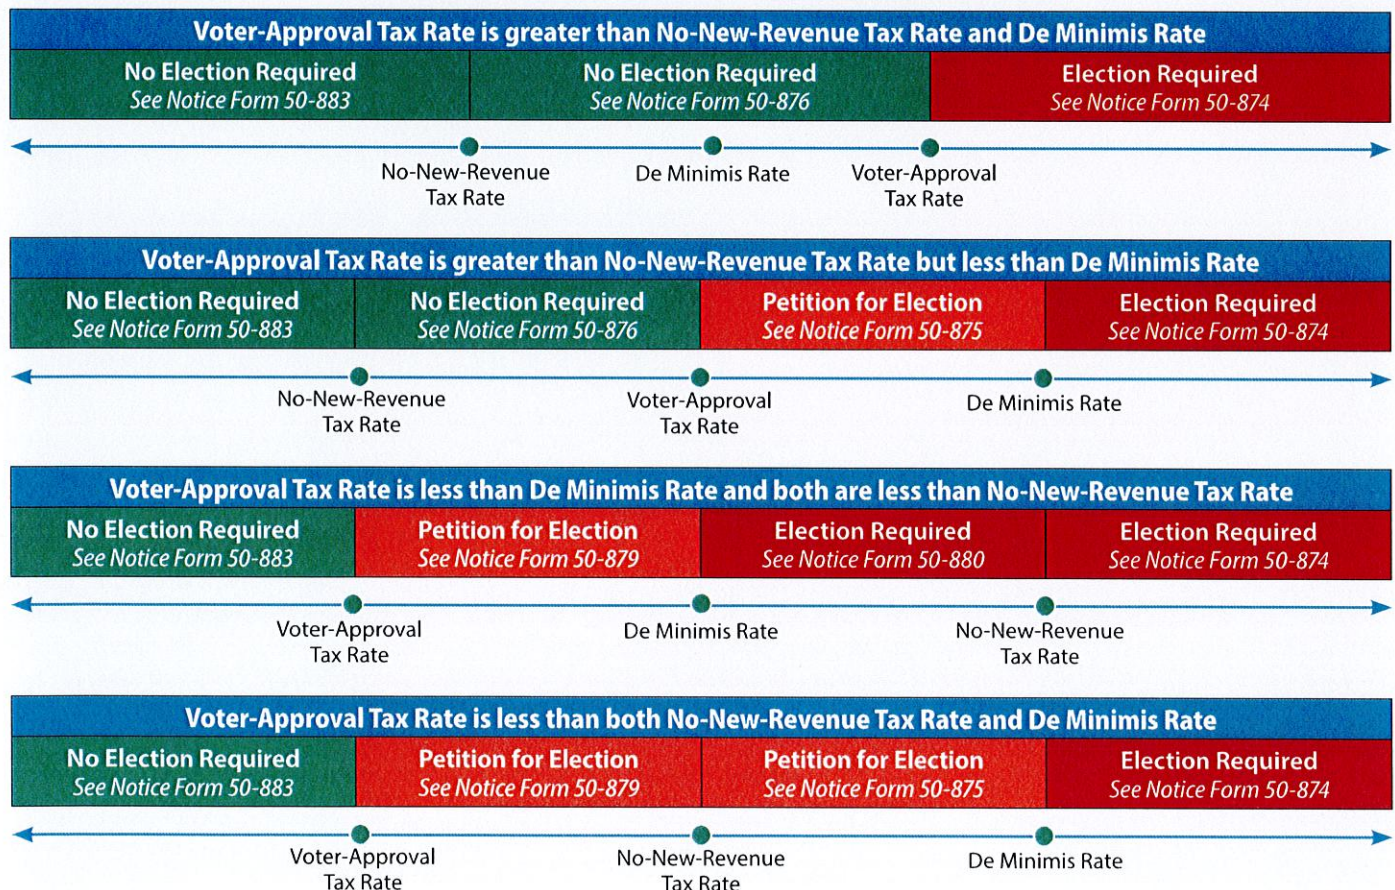 Voter-Approval Tax Rate is greater than No-New-Revenue Tax Rate and De Minimis Rate
No Election Required
See Notice Form 50-883
No Election Required
See Notice Form 50-876
Election Required
See Notice Form 50-874
No-New-Revenue
Tax Rate
De Minimis Rate
Voter-Approval
Tax Rate
Voter-Approval Tax Rate is greater than No-New-Revenue Tax Rate but less than De Minimis Rate
No Election Required
See Notice Form 50-883
No Election Required
See Notice Form 50-876
Petition for Election
See Notice Form 50-875
Election Required
See Notice Form 50-874
No-New-Revenue
Tax Rate
Voter-Approval
Tax Rate
De Minimis Rate
Voter-Approval Tax Rate is less than De Minimis Rate and both are less than No-New-Revenue Tax Rate
No Election Required
See Notice Form 50-883
Petition for Election
See Notice Form 50-879
Election Required
See Notice Form 50-880
Election Required
See Notice Form 50-874
Voter-Approval
Tax Rate
De Minimis Rate
No-New-Revenue
Tax Rate
Voter-Approval Tax Rate is less than both No-New-Revenue Tax Rate and De Minimis Rate
No Election Required
See Notice Form 50-883
Petition for Election
See Notice Form 50-879
Petition for Election
See Notice Form 50-875
Election Required
See Notice Form 50-874
Voter-Approval
Tax Rate
No-New-Revenue
Tax Rate
De Minimis Rate